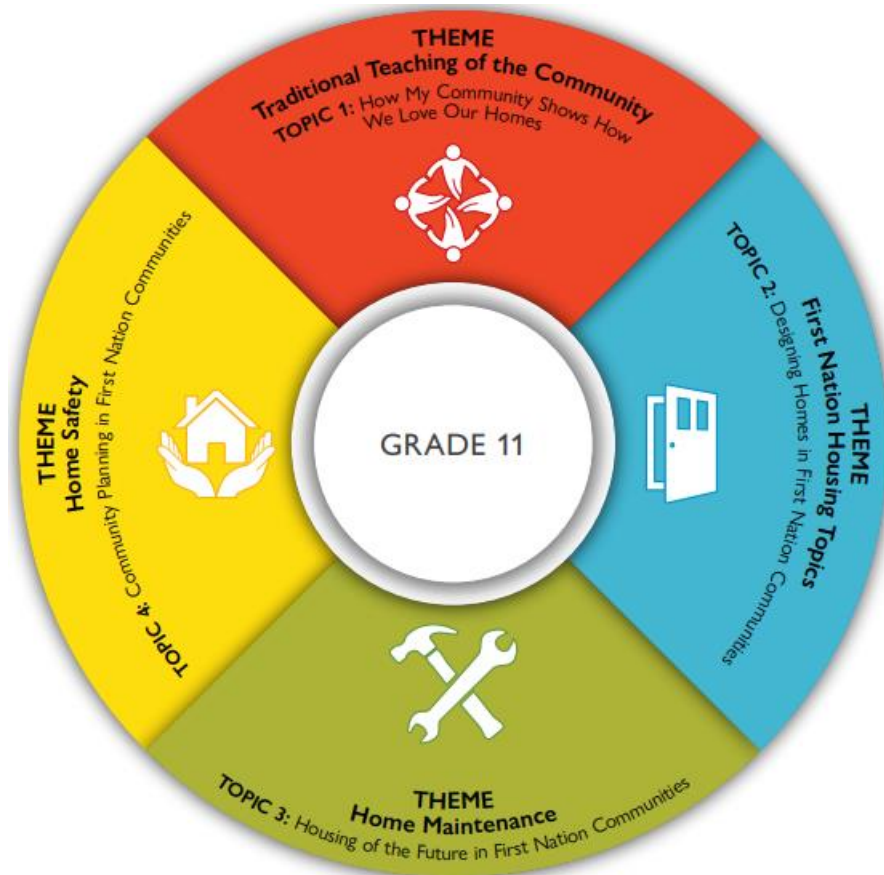 THEME
Traditional Teaching of the Community
TOPIC 1: How My Community Shows How
We Love Our Homes
THEME
First Nation Housing Topics
TOPIC 2: Designing Homes in First Nation Communities
THEME
Home Maintenance
TOPIC 3: Housing of the Future in First Nation Communities
THEME
Home Safety
TOPIC 4: Community Planning in First Nation Communities
GRADE 11